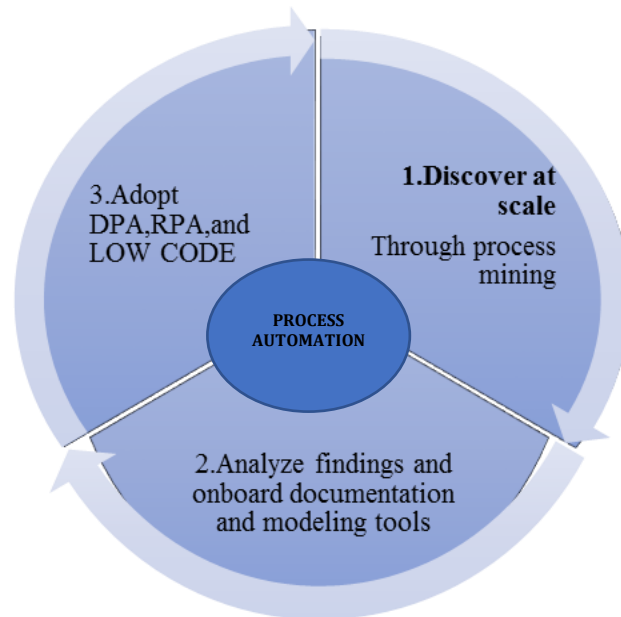 1.Discover at
scale
Through process
mining
2.Analyze findings and
onboard documentation
and modeling tools
3.Adopt
DPA,RPA,and
LOW CODE
PROCESS
AUTOMATION